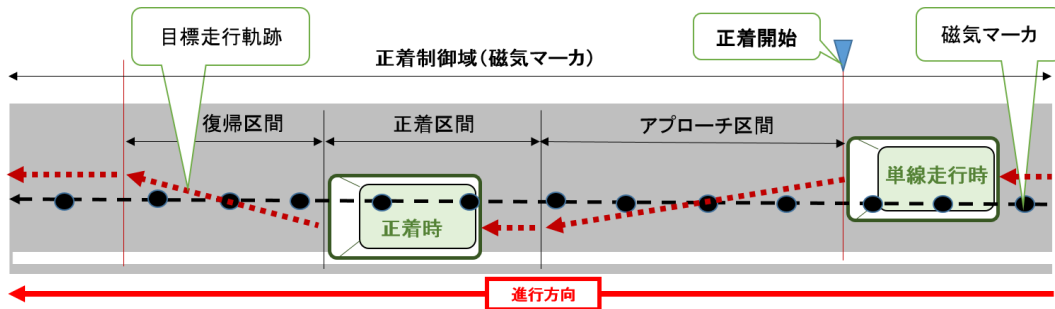 目標走行軌跡
正着開始
磁気マーカ
正着制御域(磁気マーカ)
復帰区間
正着区間
アプローチ区間
単線走行時
正着時
進行方向